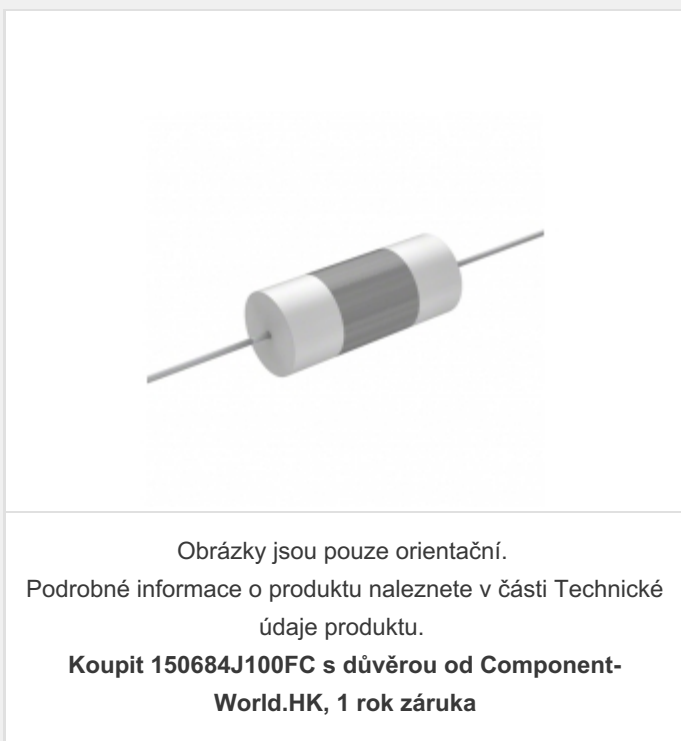 Obrázky jsou pouze orientační.
Podrobné informace o produktu naleznete v části Technické
údaje produktu.
Koupit 150684J100FC s důvěrou od Component-
World.HK, 1 rok záruka